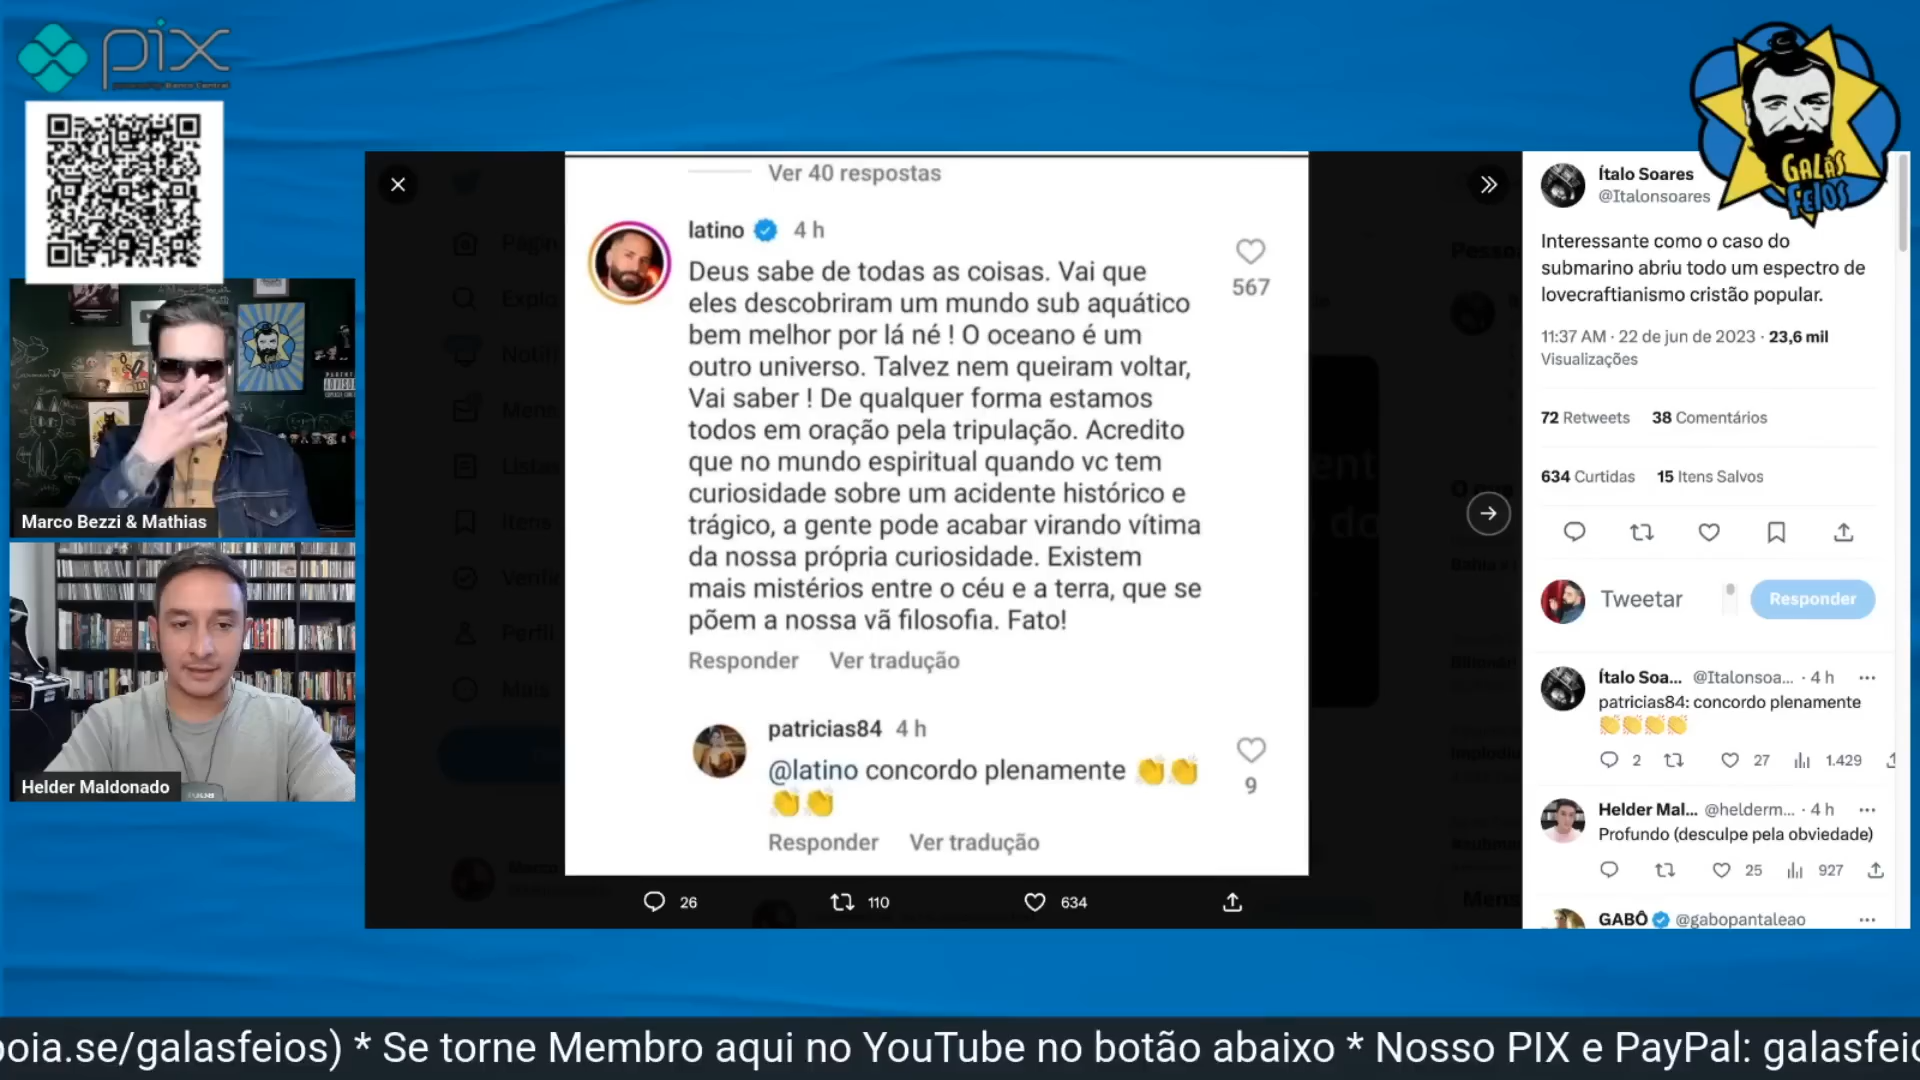 pix
powered by Banco Central
Marco Bezzi & Mathias
Helder Maldonado
Ver 40 respostas
latino 4 h
Deus sabe de todas as coisas. Vai que
eles descobriram um mundo sub aquático
bem melhor por lá né ! O oceano é um
outro universo. Talvez nem queiram voltar,
Vai saber ! De qualquer forma estamos
todos em oração pela tripulação. Acredito
que no mundo espiritual quando vc tem
curiosidade sobre um acidente histórico e
trágico, a gente pode acabar virando vítima
da nossa própria curiosidade. Existem
mais mistérios entre o céu e a terra, que se
põem a nossa vã filosofia. Fato!
567
Responder Ver tradução
patricias84 4 h
@latino concordo plenamente 👏👏
👏👏
9
Responder Ver tradução
26 110 634
GALÃS
FEIOS
Ítalo Soares
@Italonsoares
Interessante como o caso do
submarino abriu todo um espectro de
lovecraftianismo cristão popular.
11:37 AM · 22 de jun de 2023 · 23,6 mil
Visualizações
72 Retweets 38 Comentários
634 Curtidas 15 Itens Salvos
Tweetar Responder
Ítalo Soa... @Italonsoa... · 4 h
patricias84: concordo plenamente
👏👏👏👏
2 27 1.429
Helder Mal... @helderm... · 4 h
Profundo (desculpe pela obviedade)
25 927
GABÔ @gabopantaleao
poia.se/galasfeios) * Se torne Membro aqui no YouTube no botão abaixo * Nosso PIX e PayPal: galasfeio